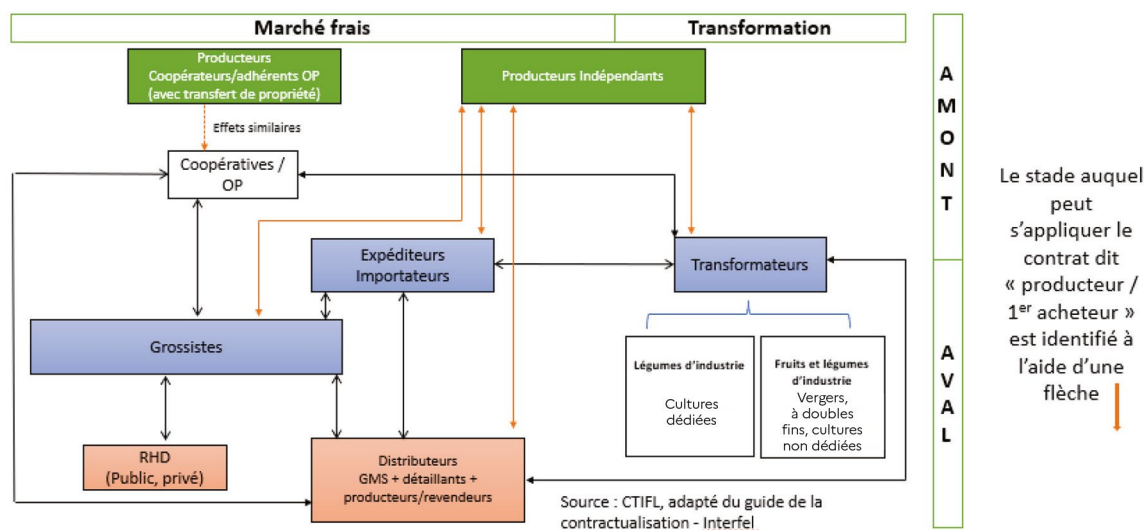 Marché frais
Transformation
Producteurs
Coopérateurs/adhérents OP
(avec transfert de propriété)
Producteurs Indépendants
Effets similaires
Coopératives /
OP
Expéditeurs
Importateurs
Transformateurs
Grossistes
Légumes d'industrie
Cultures
dédiées
Fruits et légumes
d'industrie
Vergers,
à doubles
fins, cultures
non dédiées
RHD
(Public, privé)
Distributeurs
GMS + détaillants +
producteurs/revendeurs
Source : CTIFL, adapté du guide de la
contractualisation - Interfel
A
M
O
N
T
A
V
A
L
Le stade auquel
peut
s'appliquer le
contrat dit
« producteur /
1er acheteur »
est identifié à
l'aide d'une
flèche